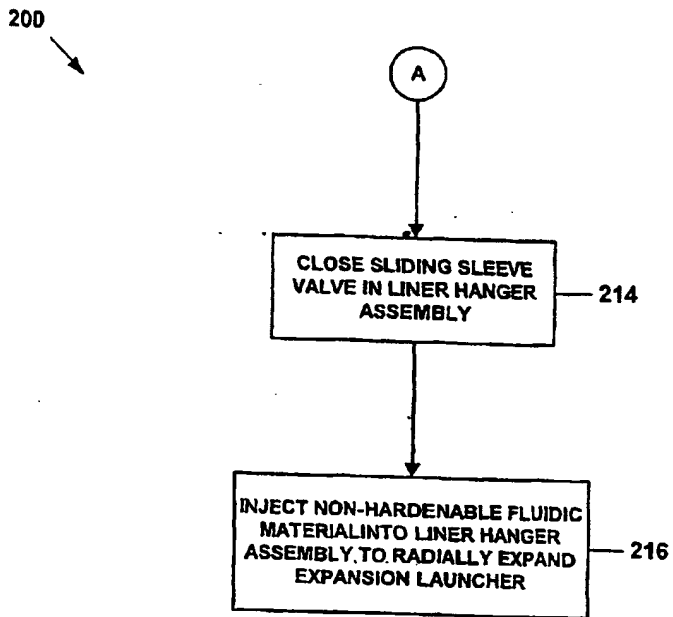 200
A
CLOSE SLIDING SLEEVE
VALVE IN LINER HANGER
ASSEMBLY
214
INJECT NON-HARDENABLE FLUIDIC
MATERIALINTO LINER HANGER
ASSEMBLY, TO RADIALLY EXPAND
EXPANSION LAUNCHER
216